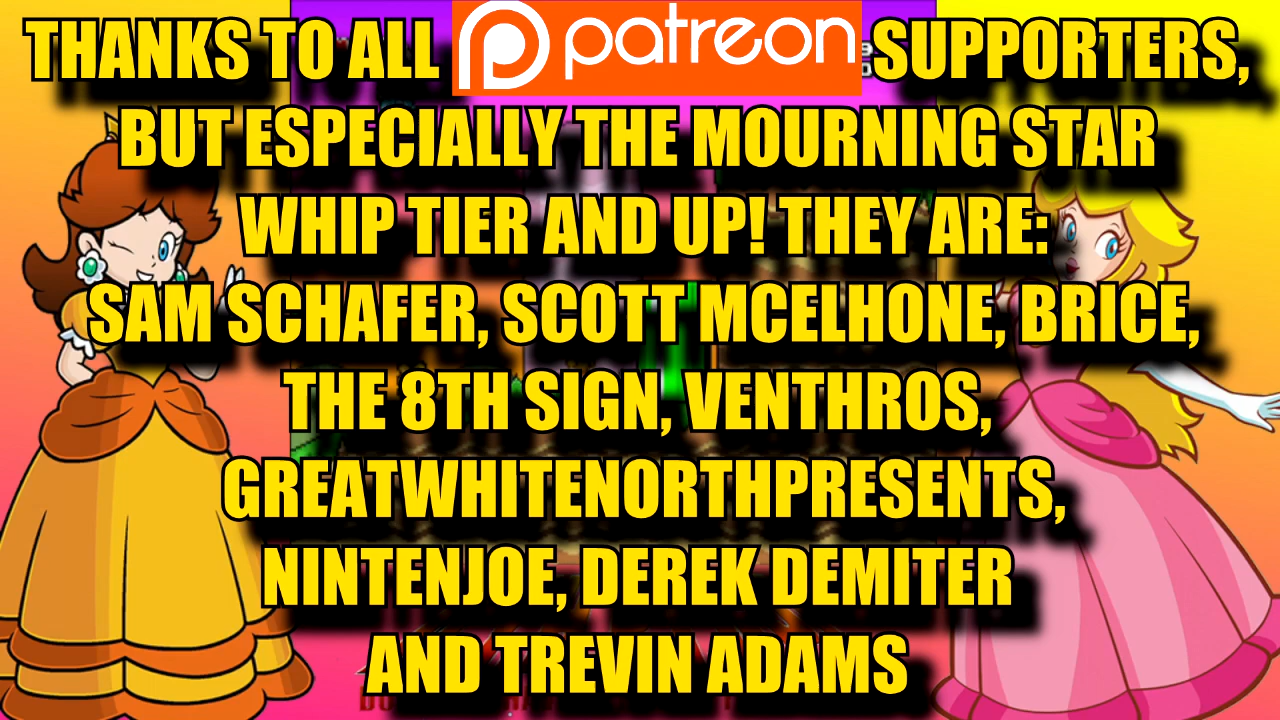 THANKS TO ALL patreon SUPPORTERS,
BUT ESPECIALLY THE MOURNING STAR
WHIP TIER AND UP! THEY ARE:
SAM SCHAFER, SCOTT MCELHONE, BRICE,
THE 8TH SIGN, VENTHROS,
GREATWHITENORTHPRESENTS,
NINTENJOE, DEREK DEMITER
AND TREVIN ADAMS